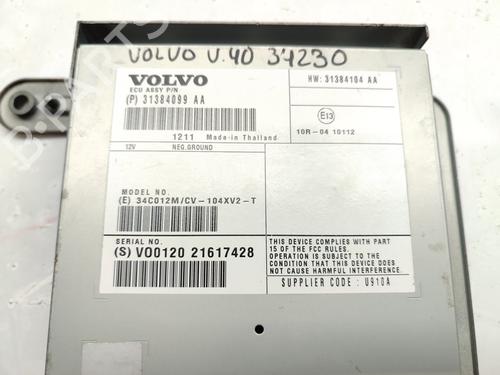 VOLVO V.40 34230
VOLVO
ECU ASSY P/N
(P) 31384099 AA
HW: 31384104 AA
E13
10R-04 10112
1211 Made in Thailand
12V NEG.GROUND
MODEL NO.
(E) 34C012M/CV-104XV2-T
SERIAL NO.
(S) V00120 21617428
THIS DEVICE COMPLIES WITH PART
15 OF THE FCC RULES.
OPERATION IS SUBJECT TO THE
CONDITION THAT THIS DEVICE DOES
NOT CAUSE HARMFUL INTERFERENCE.
SUPPLIER CODE : U910A